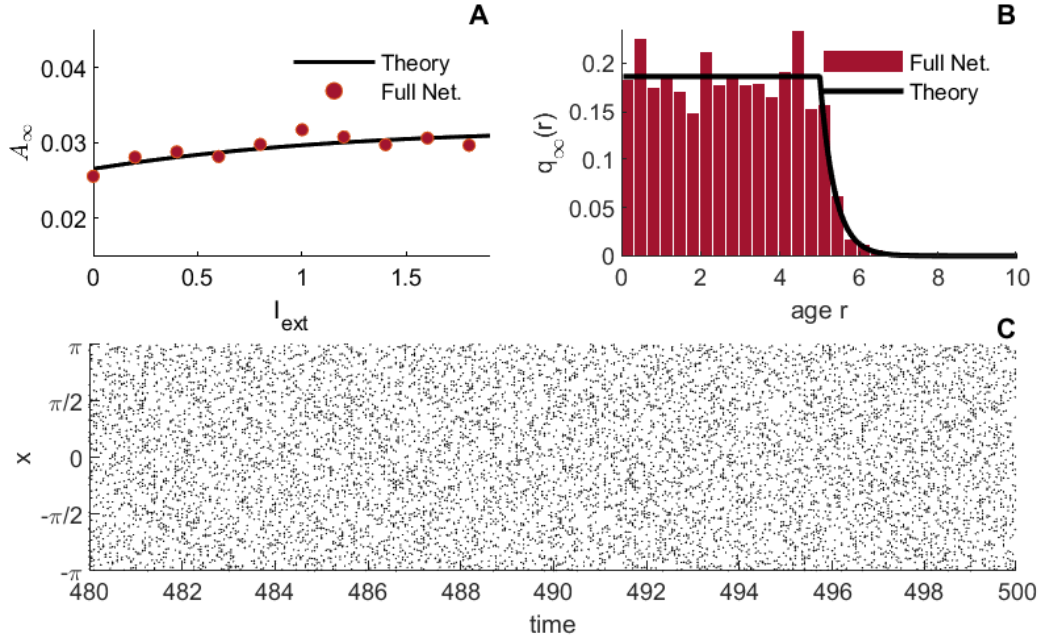 A
0.04
0.03
0.02
A∞
Theory
Full Net.
0
0.5
1
1.5
I_ext
B
0.2
0.15
0.1
0.05
0
q∞(r)
Full Net.
Theory
0
2
4
6
8
10
age r
C
π
π/2
0
-π/2
-π
x
480
482
484
486
488
490
492
494
496
498
500
time